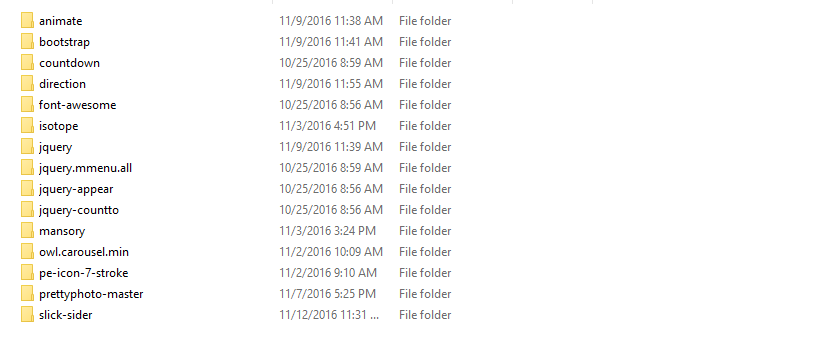 animate 11/9/2016 11:38 AM File folder
bootstrap 11/9/2016 11:41 AM File folder
countdown 10/25/2016 8:59 AM File folder
direction 11/9/2016 11:55 AM File folder
font-awesome 10/25/2016 8:56 AM File folder
isotope 11/3/2016 4:51 PM File folder
jquery 11/9/2016 11:39 AM File folder
jquery.mmenu.all 10/25/2016 8:59 AM File folder
jquery-appear 10/25/2016 8:56 AM File folder
jquery-countto 10/25/2016 8:56 AM File folder
mansory 11/3/2016 3:24 PM File folder
owl.carousel.min 11/2/2016 10:09 AM File folder
pe-icon-7-stroke 11/2/2016 9:10 AM File folder
prettyphoto-master 11/7/2016 5:25 PM File folder
slick-sider 11/12/2016 11:31 ... File folder